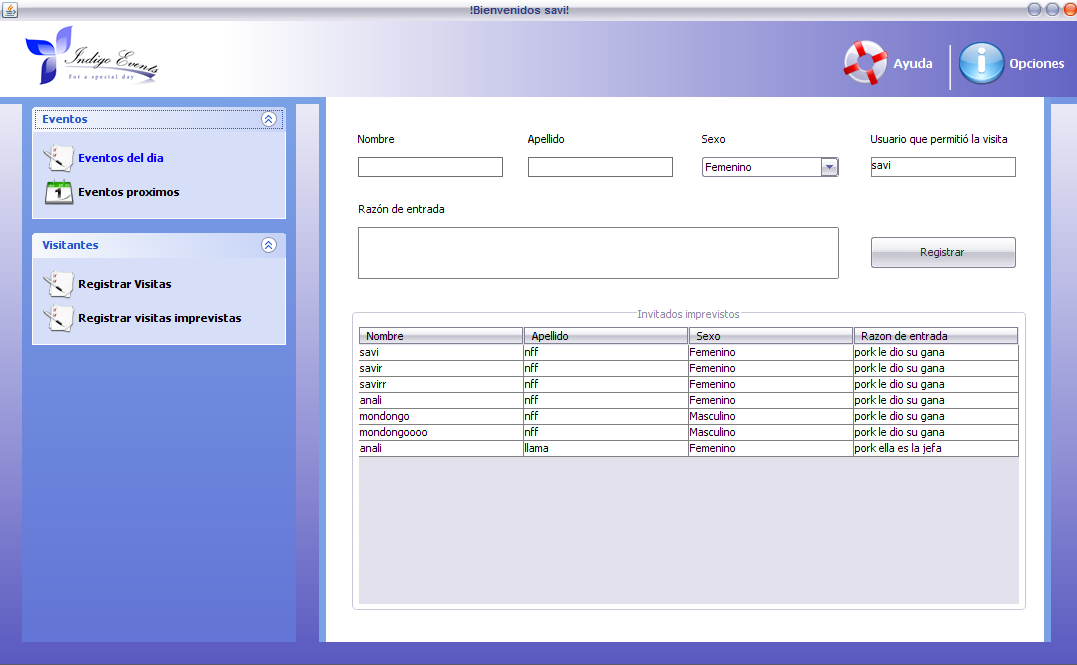 !Bienvenidos savi!
Indigo Events
For a special day
Ayuda
Opciones
Eventos
Eventos del dia
1
Eventos proximos
Visitantes
Registrar Visitas
Registrar visitas imprevistas
Nombre Apellido Sexo Usuario que permitió la visita
Femenino savi
Razón de entrada
Registrar
Invitados imprevistos
Nombre Apellido Sexo Razon de entrada
savi nff Femenino pork le dio su gana
savir nff Femenino pork le dio su gana
savirr nff Femenino pork le dio su gana
anali nff Femenino pork le dio su gana
mondongo nff Masculino pork le dio su gana
mondongoooo nff Masculino pork le dio su gana
anali llama Femenino pork ella es la jefa